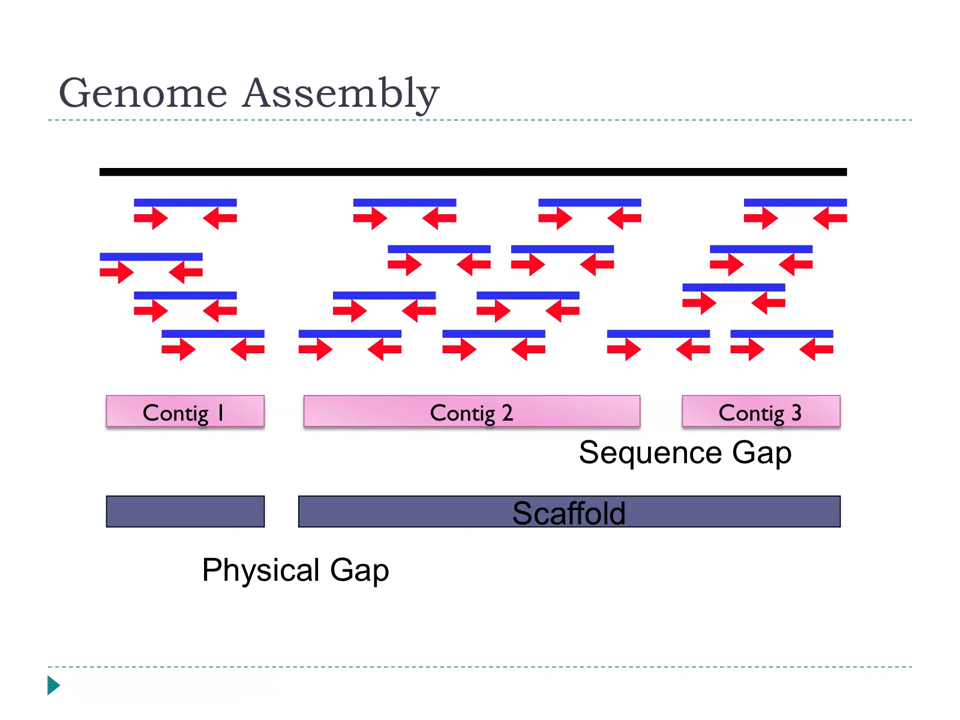 Genome Assembly
Contig 1
Contig 2
Contig 3
Sequence Gap
Scaffold
Physical Gap